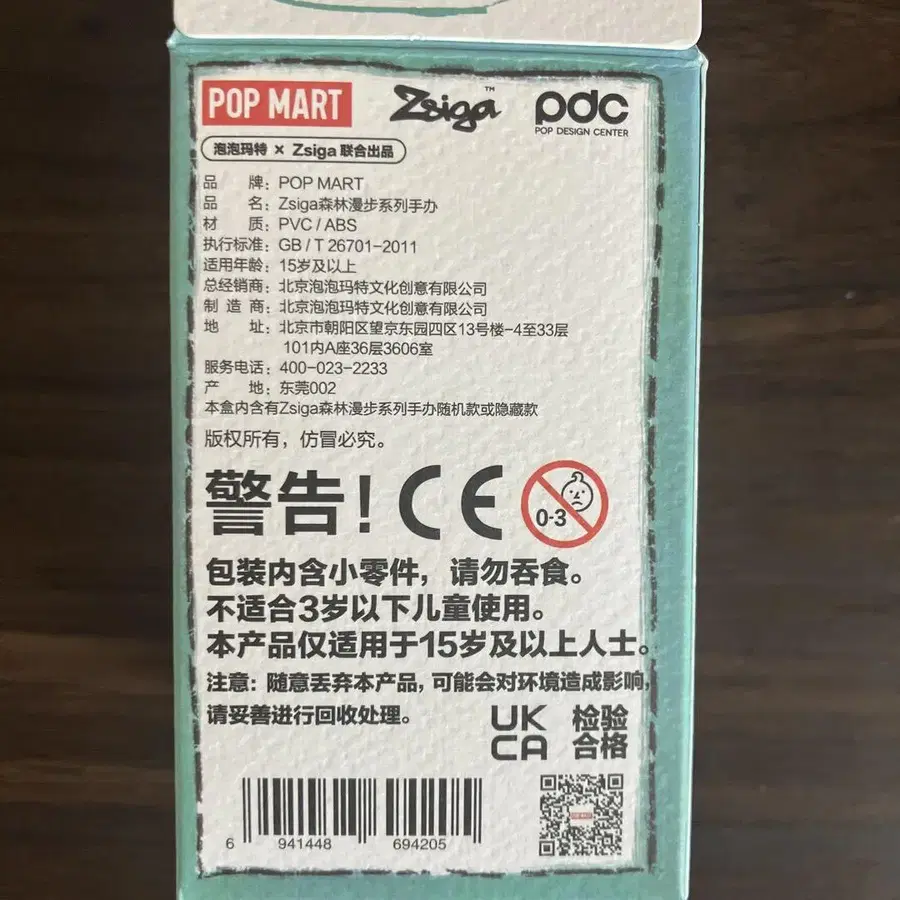 POP MART
Zsiga™
pdc
POP DESIGN CENTER
泡泡玛特 × Zsiga 联合出品
品 牌：POP MART
品 名：Zsiga森林漫步系列手办
材 质：PVC / ABS
执行标准：GB / T 26701-2011
适用年龄：15岁及以上
总经销商：北京泡泡玛特文化创意有限公司
制 造 商：北京泡泡玛特文化创意有限公司
地 址：北京市朝阳区望京东园四区13号楼-4至33层
101内A座36层3606室
服务电话：400-023-2233
产 地：东莞002
本盒内含有Zsiga森林漫步系列手办随机款或隐藏款
版权所有，仿冒必究。
警告！CE
0-3
包装内含小零件，请勿吞食。
不适合3岁以下儿童使用。
本产品仅适用于15岁及以上人士。
注意：随意丢弃本产品，可能会对环境造成影响，
请妥善进行回收处理。
UK
CA
检验
合格
6 941448 694205